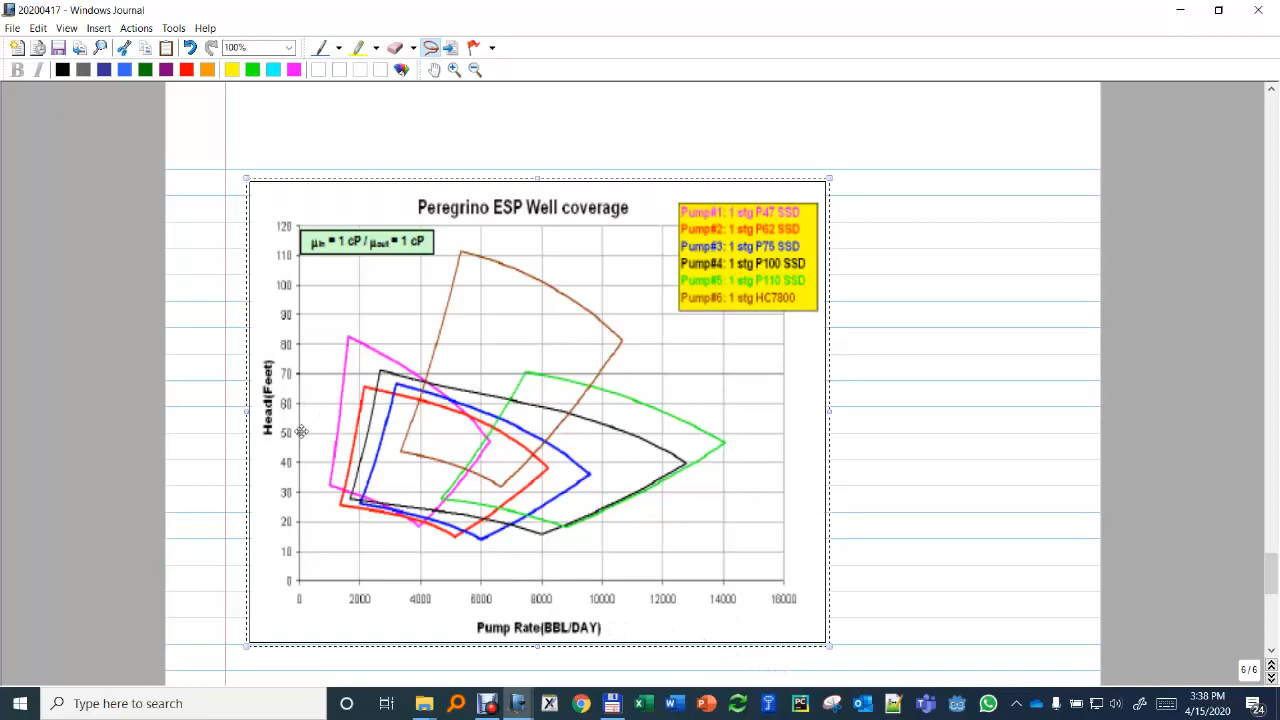 20200417 - Windows Journal
File Edit View Insert Actions Tools Help
100%
B I
Peregrino ESP Well coverage
µin = 1 cP / µout = 1 cP
Pump#1: 1 stg P47 SSD
Pump#2: 1 stg P62 SSD
Pump#3: 1 stg P75 SSD
Pump#4: 1 stg P100 SSD
Pump#5: 1 stg P110 SSD
Pump#6: 1 stg HC7800
120
110
100
90
80
70
60
50
40
30
20
10
0
Head(Feet)
0 2000 4000 6000 8000 10000 12000 14000 16000
Pump Rate(BBL/DAY)
6/6
Type here to search
3:38 PM
4/15/2020
24